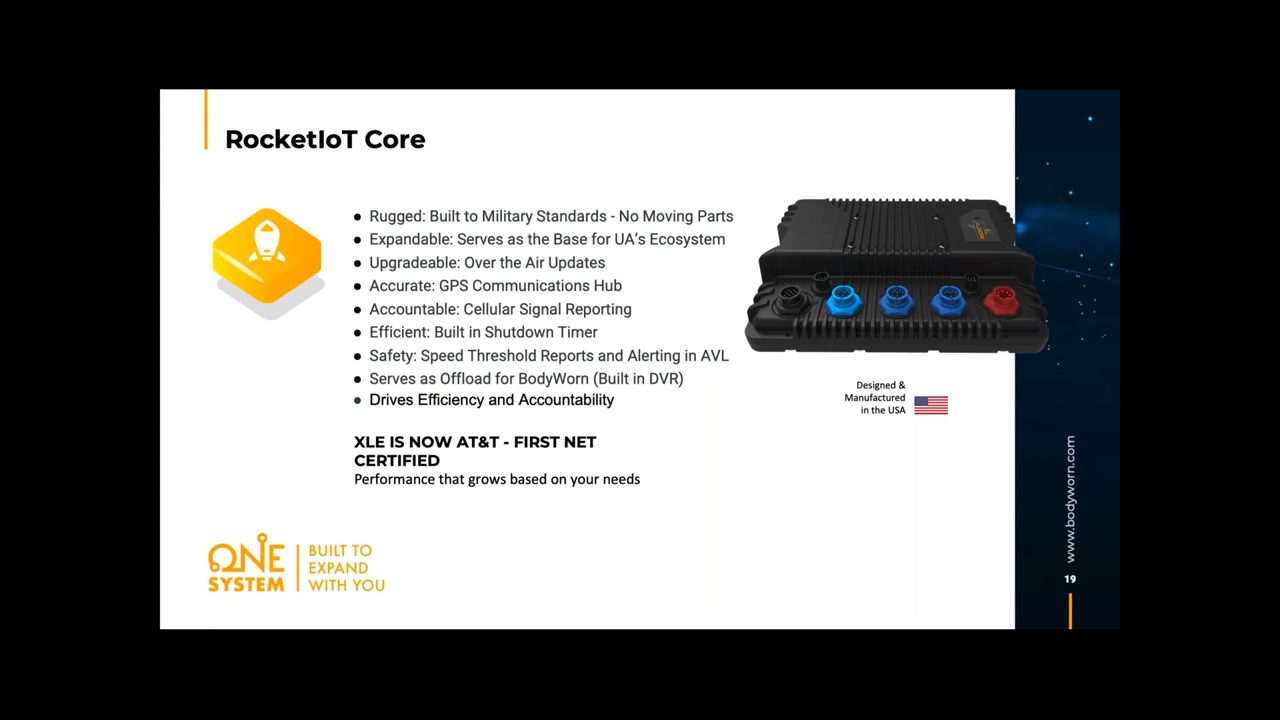 RocketIoT Core
Rugged: Built to Military Standards - No Moving Parts
Expandable: Serves as the Base for UA's Ecosystem
Upgradeable: Over the Air Updates
Accurate: GPS Communications Hub
Accountable: Cellular Signal Reporting
Efficient: Built in Shutdown Timer
Safety: Speed Threshold Reports and Alerting in AVL
Serves as Offload for BodyWorn (Built in DVR)
Drives Efficiency and Accountability
XLE IS NOW AT&T - FIRST NET
CERTIFIED
Performance that grows based on your needs
Designed &
Manufactured
in the USA
ONE
SYSTEM
BUILT TO
EXPAND
WITH YOU
www.bodyworn.com
19